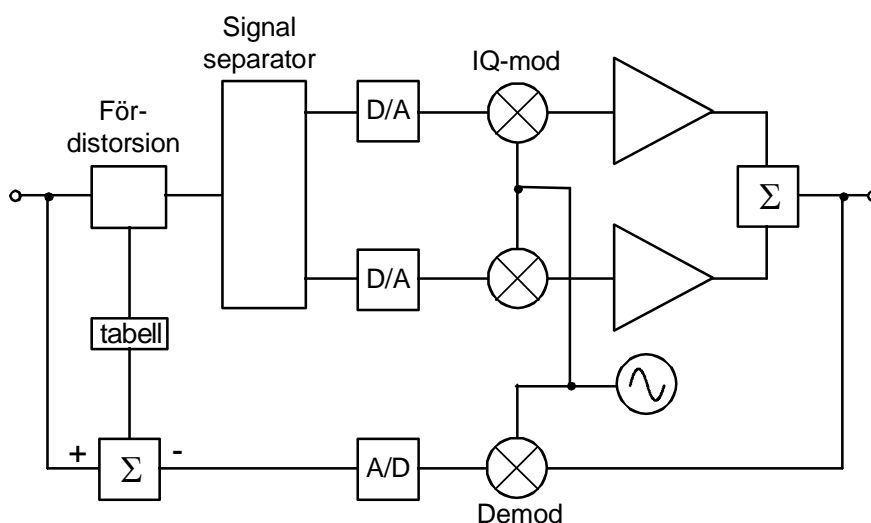 Signal
separator
IQ-mod
D/A
För-
distorsion
Σ
D/A
tabell
+
Σ
-
A/D
Demod